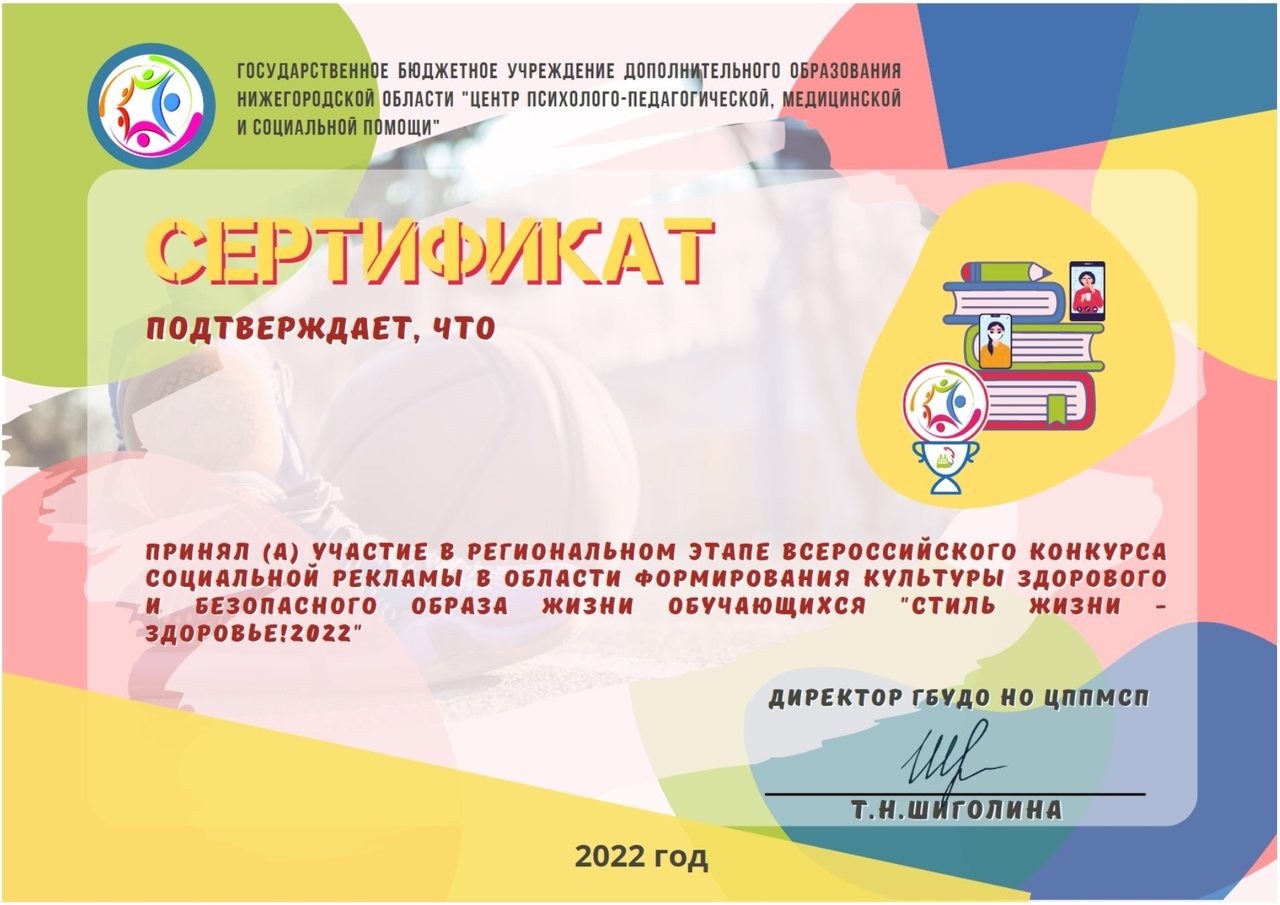 ГОСУДАРСТВЕННОЕ БЮДЖЕТНОЕ УЧРЕЖДЕНИЕ ДОПОЛНИТЕЛЬНОГО ОБРАЗОВАНИЯ
НИЖЕГОРОДСКОЙ ОБЛАСТИ "ЦЕНТР ПСИХОЛОГО-ПЕДАГОГИЧЕСКОЙ, МЕДИЦИНСКОЙ
И СОЦИАЛЬНОЙ ПОМОЩИ"
СЕРТИФИКАТ
ПОДТВЕРЖДАЕТ, ЧТО
ПРИНЯЛ (А) УЧАСТИЕ В РЕГИОНАЛЬНОМ ЭТАПЕ ВСЕРОССИЙСКОГО КОНКУРСА
СОЦИАЛЬНОЙ РЕКЛАМЫ В ОБЛАСТИ ФОРМИРОВАНИЯ КУЛЬТУРЫ ЗДОРОВОГО
И БЕЗОПАСНОГО ОБРАЗА ЖИЗНИ ОБУЧАЮЩИХСЯ "СТИЛЬ ЖИЗНИ –
ЗДОРОВЬЕ!2022"
ДИРЕКТОР ГБУДО НО ЦППМСП
Т.Н.ШИГОЛИНА
2022 год